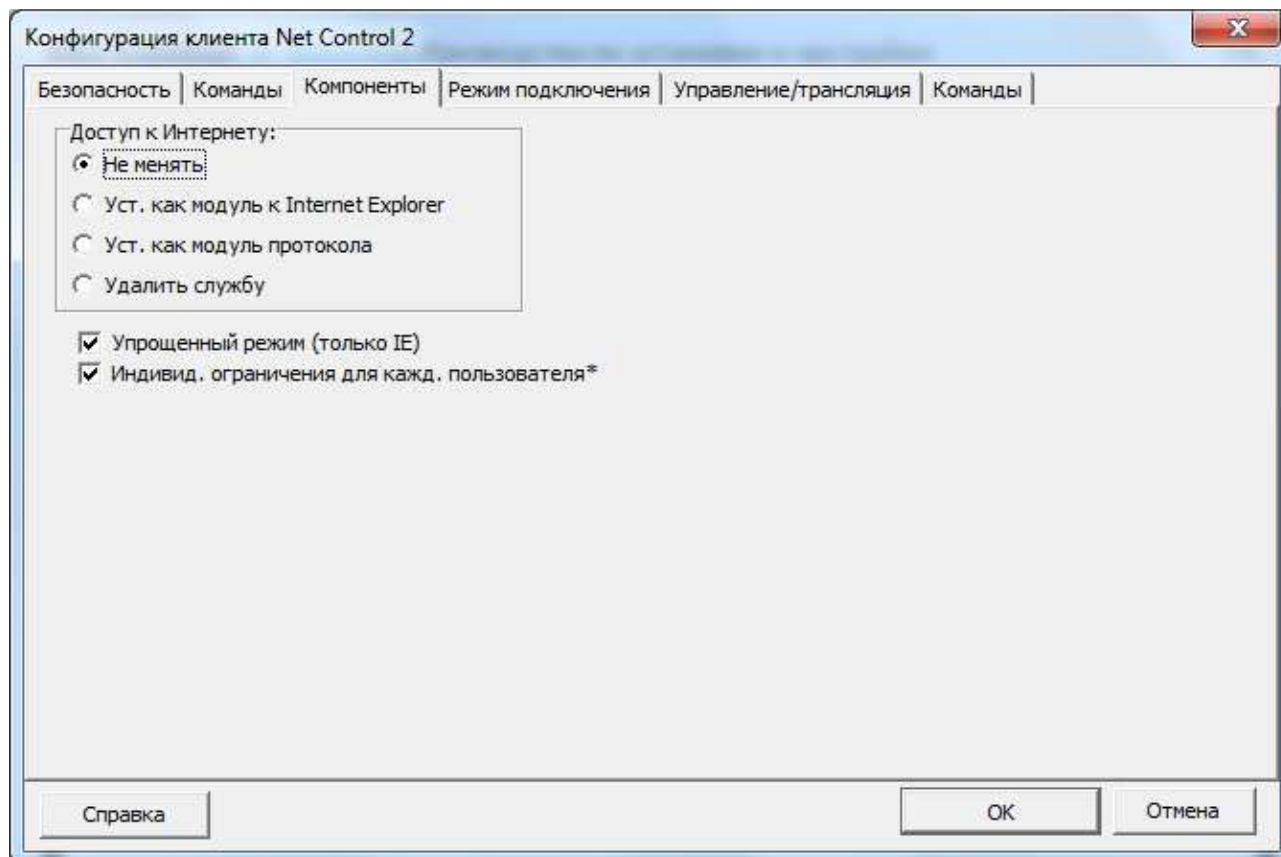 Конфигурация клиента Net Control 2
Безопасность Команды Компоненты Режим подключения Управление/трансляция Команды
Доступ к Интернету:
Не менять
Уст. как модуль к Internet Explorer
Уст. как модуль протокола
Удалить службу
Упрощенный режим (только IE)
Индивид. ограничения для кажд. пользователя*
Справка OK Отмена